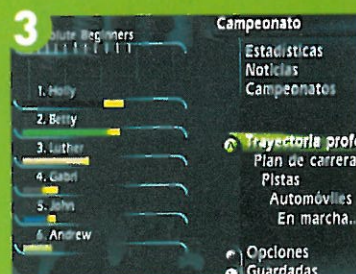 3
Beginners
1. Holly
2. Betty
3. Luther
4. Gabri
5. John
6. Andrew
Campeonato
Estadísticas
Noticias
Campeonatos
Trayectoria profe
Plan de carrera
Pistas
Automóviles
En marcha..
Opciones
Guardadas